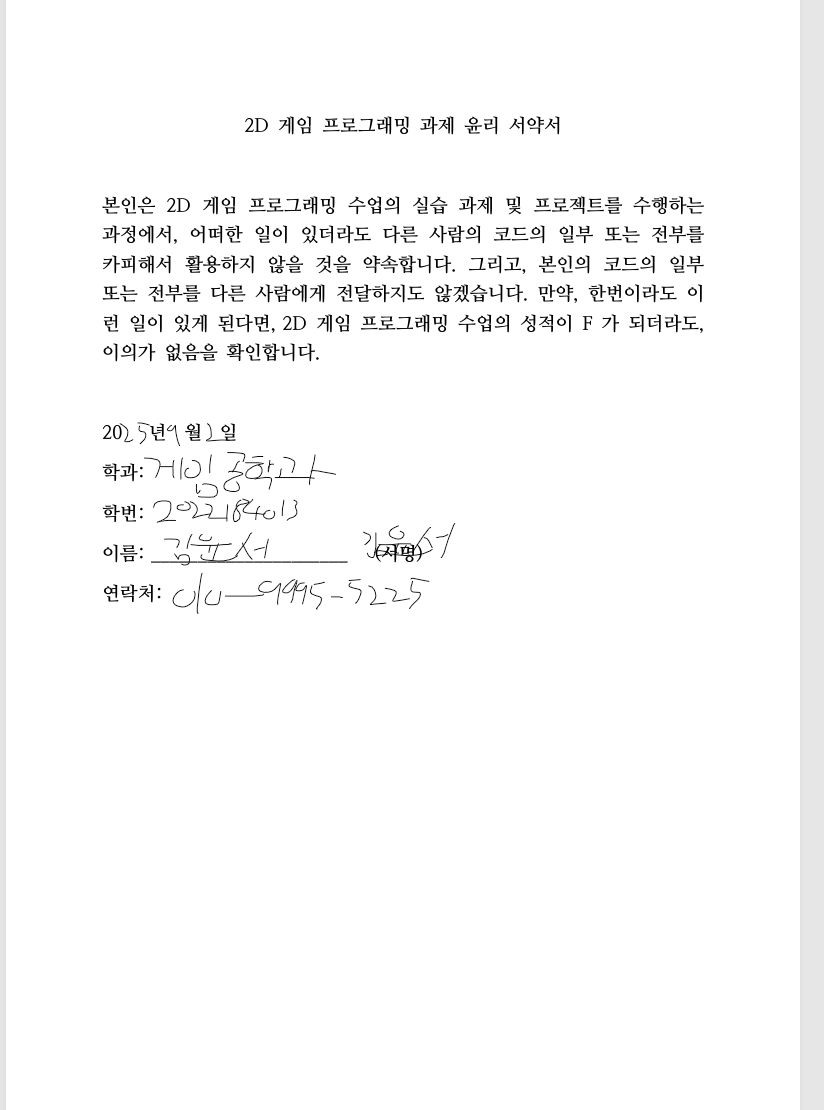 2D 게임 프로그래밍 과제 윤리 서약서
본인은 2D 게임 프로그래밍 수업의 실습 과제 및 프로젝트를 수행하는
과정에서, 어떠한 일이 있더라도 다른 사람의 코드의 일부 또는 전부를
카피해서 활용하지 않을 것을 약속합니다. 그리고, 본인의 코드의 일부
또는 전부를 다른 사람에게 전달하지도 않겠습니다. 만약, 한번이라도 이
런 일이 있게 된다면, 2D 게임 프로그래밍 수업의 성적이 F 가 되더라도,
이의가 없음을 확인합니다.
2025년 9월 2일
학과: 게임공학과
학번: 2022184013
이름: 김윤서 (서명) 김윤서
연락처: 010-9995-5225